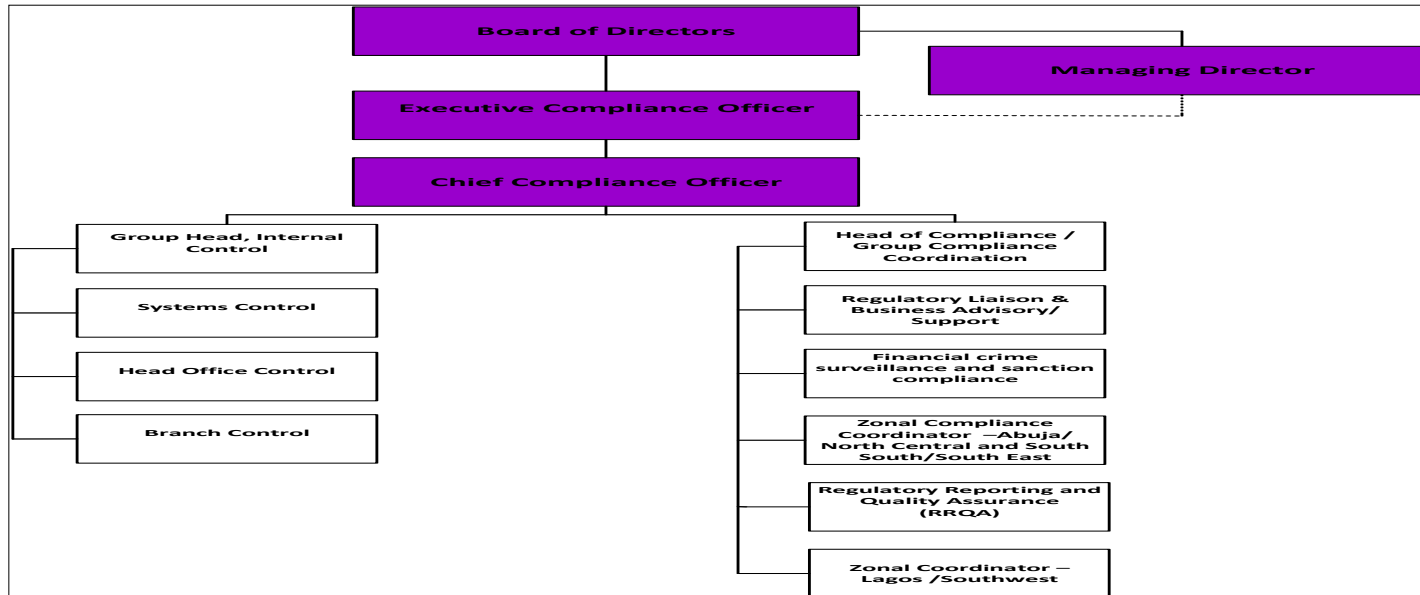 Board of Directors
Managing Director
Executive Compliance Officer
Chief Compliance Officer
Group Head, Internal
Control
Systems Control
Head Office Control
Branch Control
Head of Compliance /
Group Compliance
Coordination
Regulatory Liaison &
Business Advisory/
Support
Financial crime
surveillance and sanction
compliance
Zonal Compliance
Coordinator –Abuja/
North Central and South
South/South East
Regulatory Reporting and
Quality Assurance
(RRQA)
Zonal Coordinator –
Lagos /Southwest